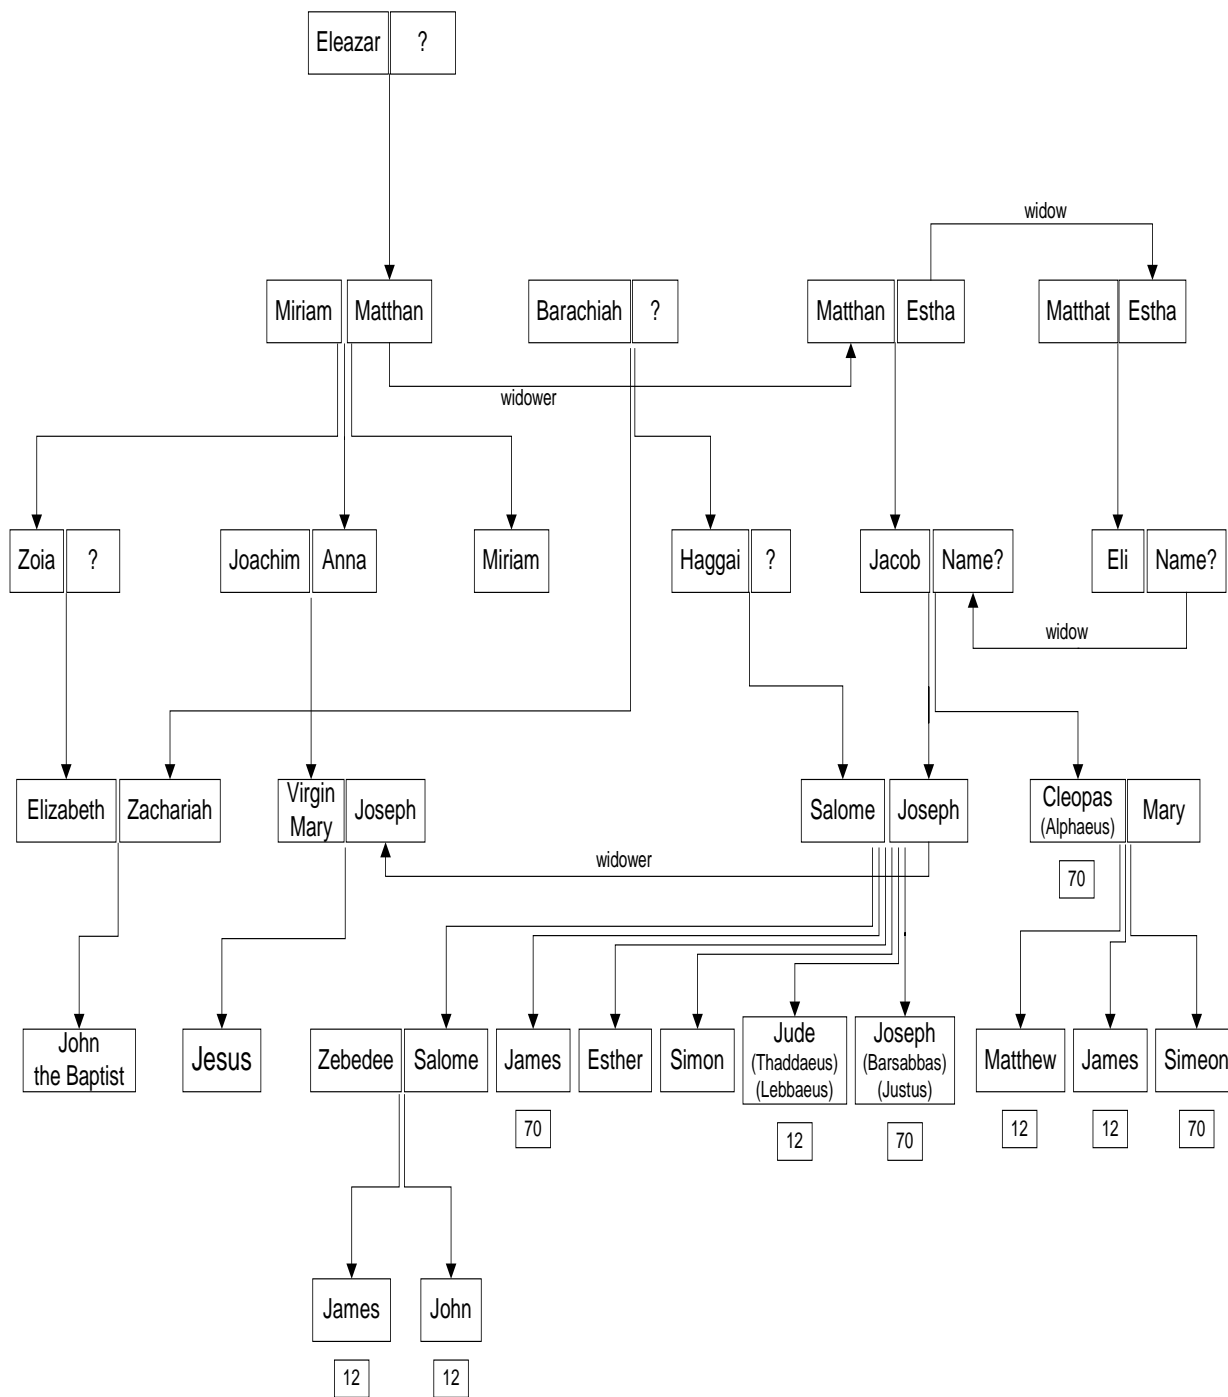 Eleazar ?
widow
Miriam Matthan Barachiah ? Matthan Estha Matthat Estha
widower
Zoia ? Joachim Anna Miriam Haggai ? Jacob Name? Eli Name?
widow
Elizabeth Zachariah Virgin Mary Joseph Salome Joseph Cleopas (Alphaeus) Mary
widower
70
John the Baptist Jesus Zebedee Salome James Esther Simon Jude (Thaddaeus) (Lebbaeus) Joseph (Barsabbas) (Justus) Matthew James Simeon
70 12 70 12 12 70
James John
12 12